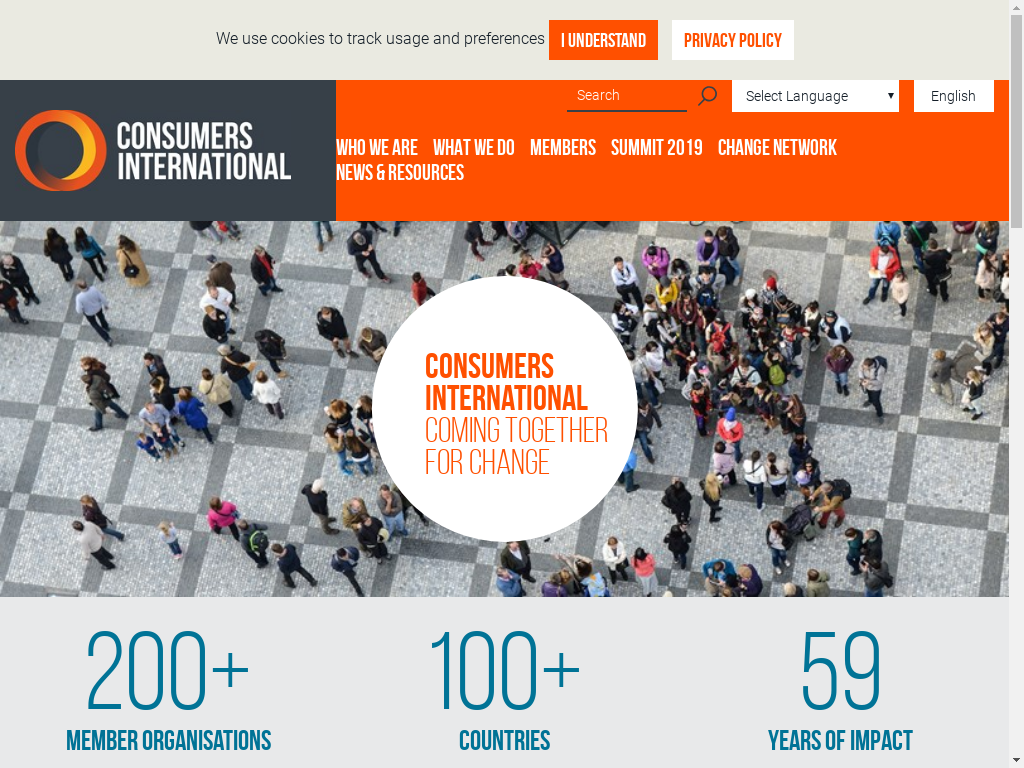 We use cookies to track usage and preferences I UNDERSTAND PRIVACY POLICY
Search Select Language English
CONSUMERS
INTERNATIONAL
WHO WE ARE WHAT WE DO MEMBERS SUMMIT 2019 CHANGE NETWORK
NEWS & RESOURCES
CONSUMERS
INTERNATIONAL
COMING TOGETHER
FOR CHANGE
200+ 100+ 59
MEMBER ORGANISATIONS COUNTRIES YEARS OF IMPACT